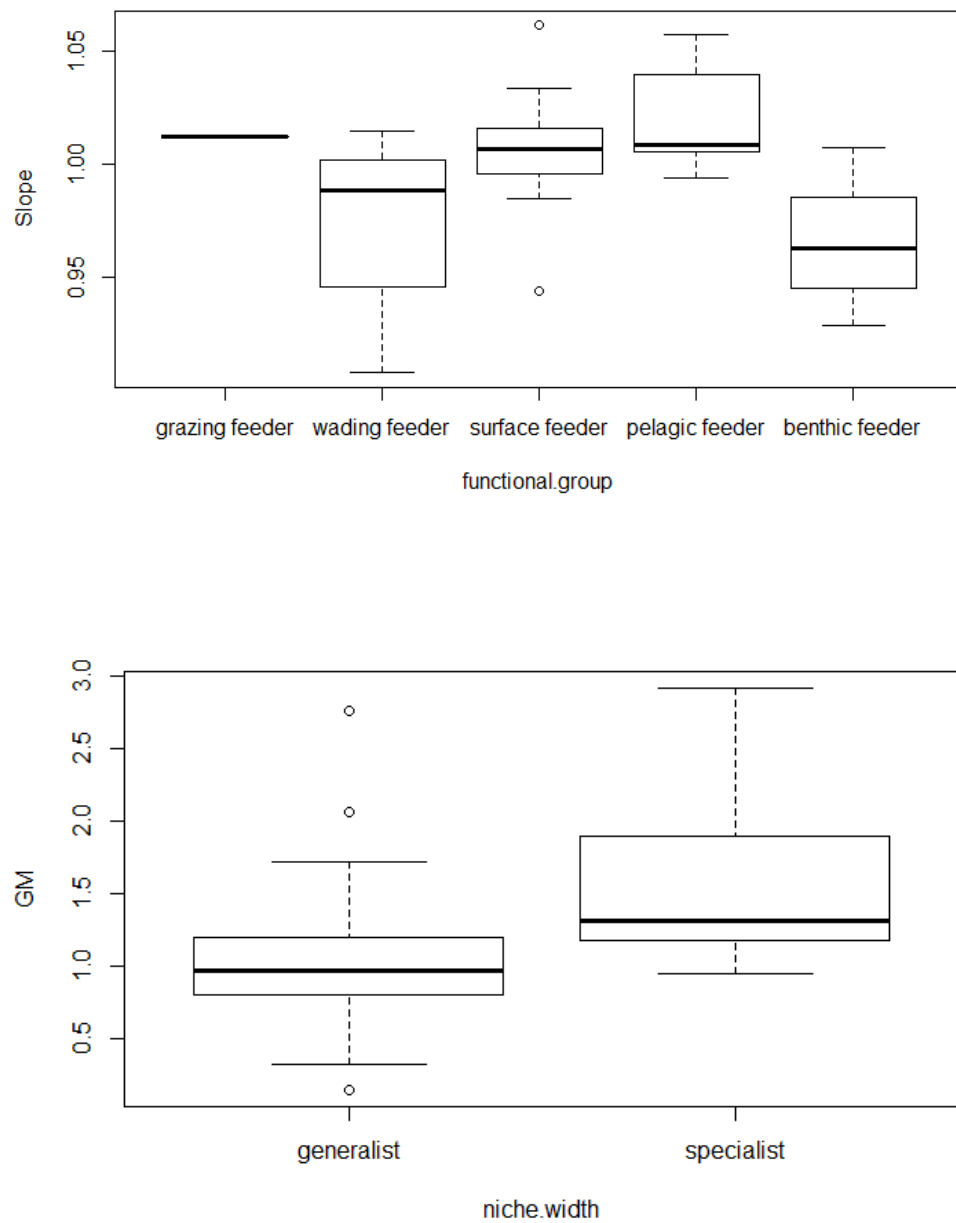 1.05
1.00
0.95
Slope
grazing feeder wading feeder surface feeder pelagic feeder benthic feeder
functional.group
3.0
2.5
2.0
1.5
1.0
0.5
GM
generalist specialist
niche.width